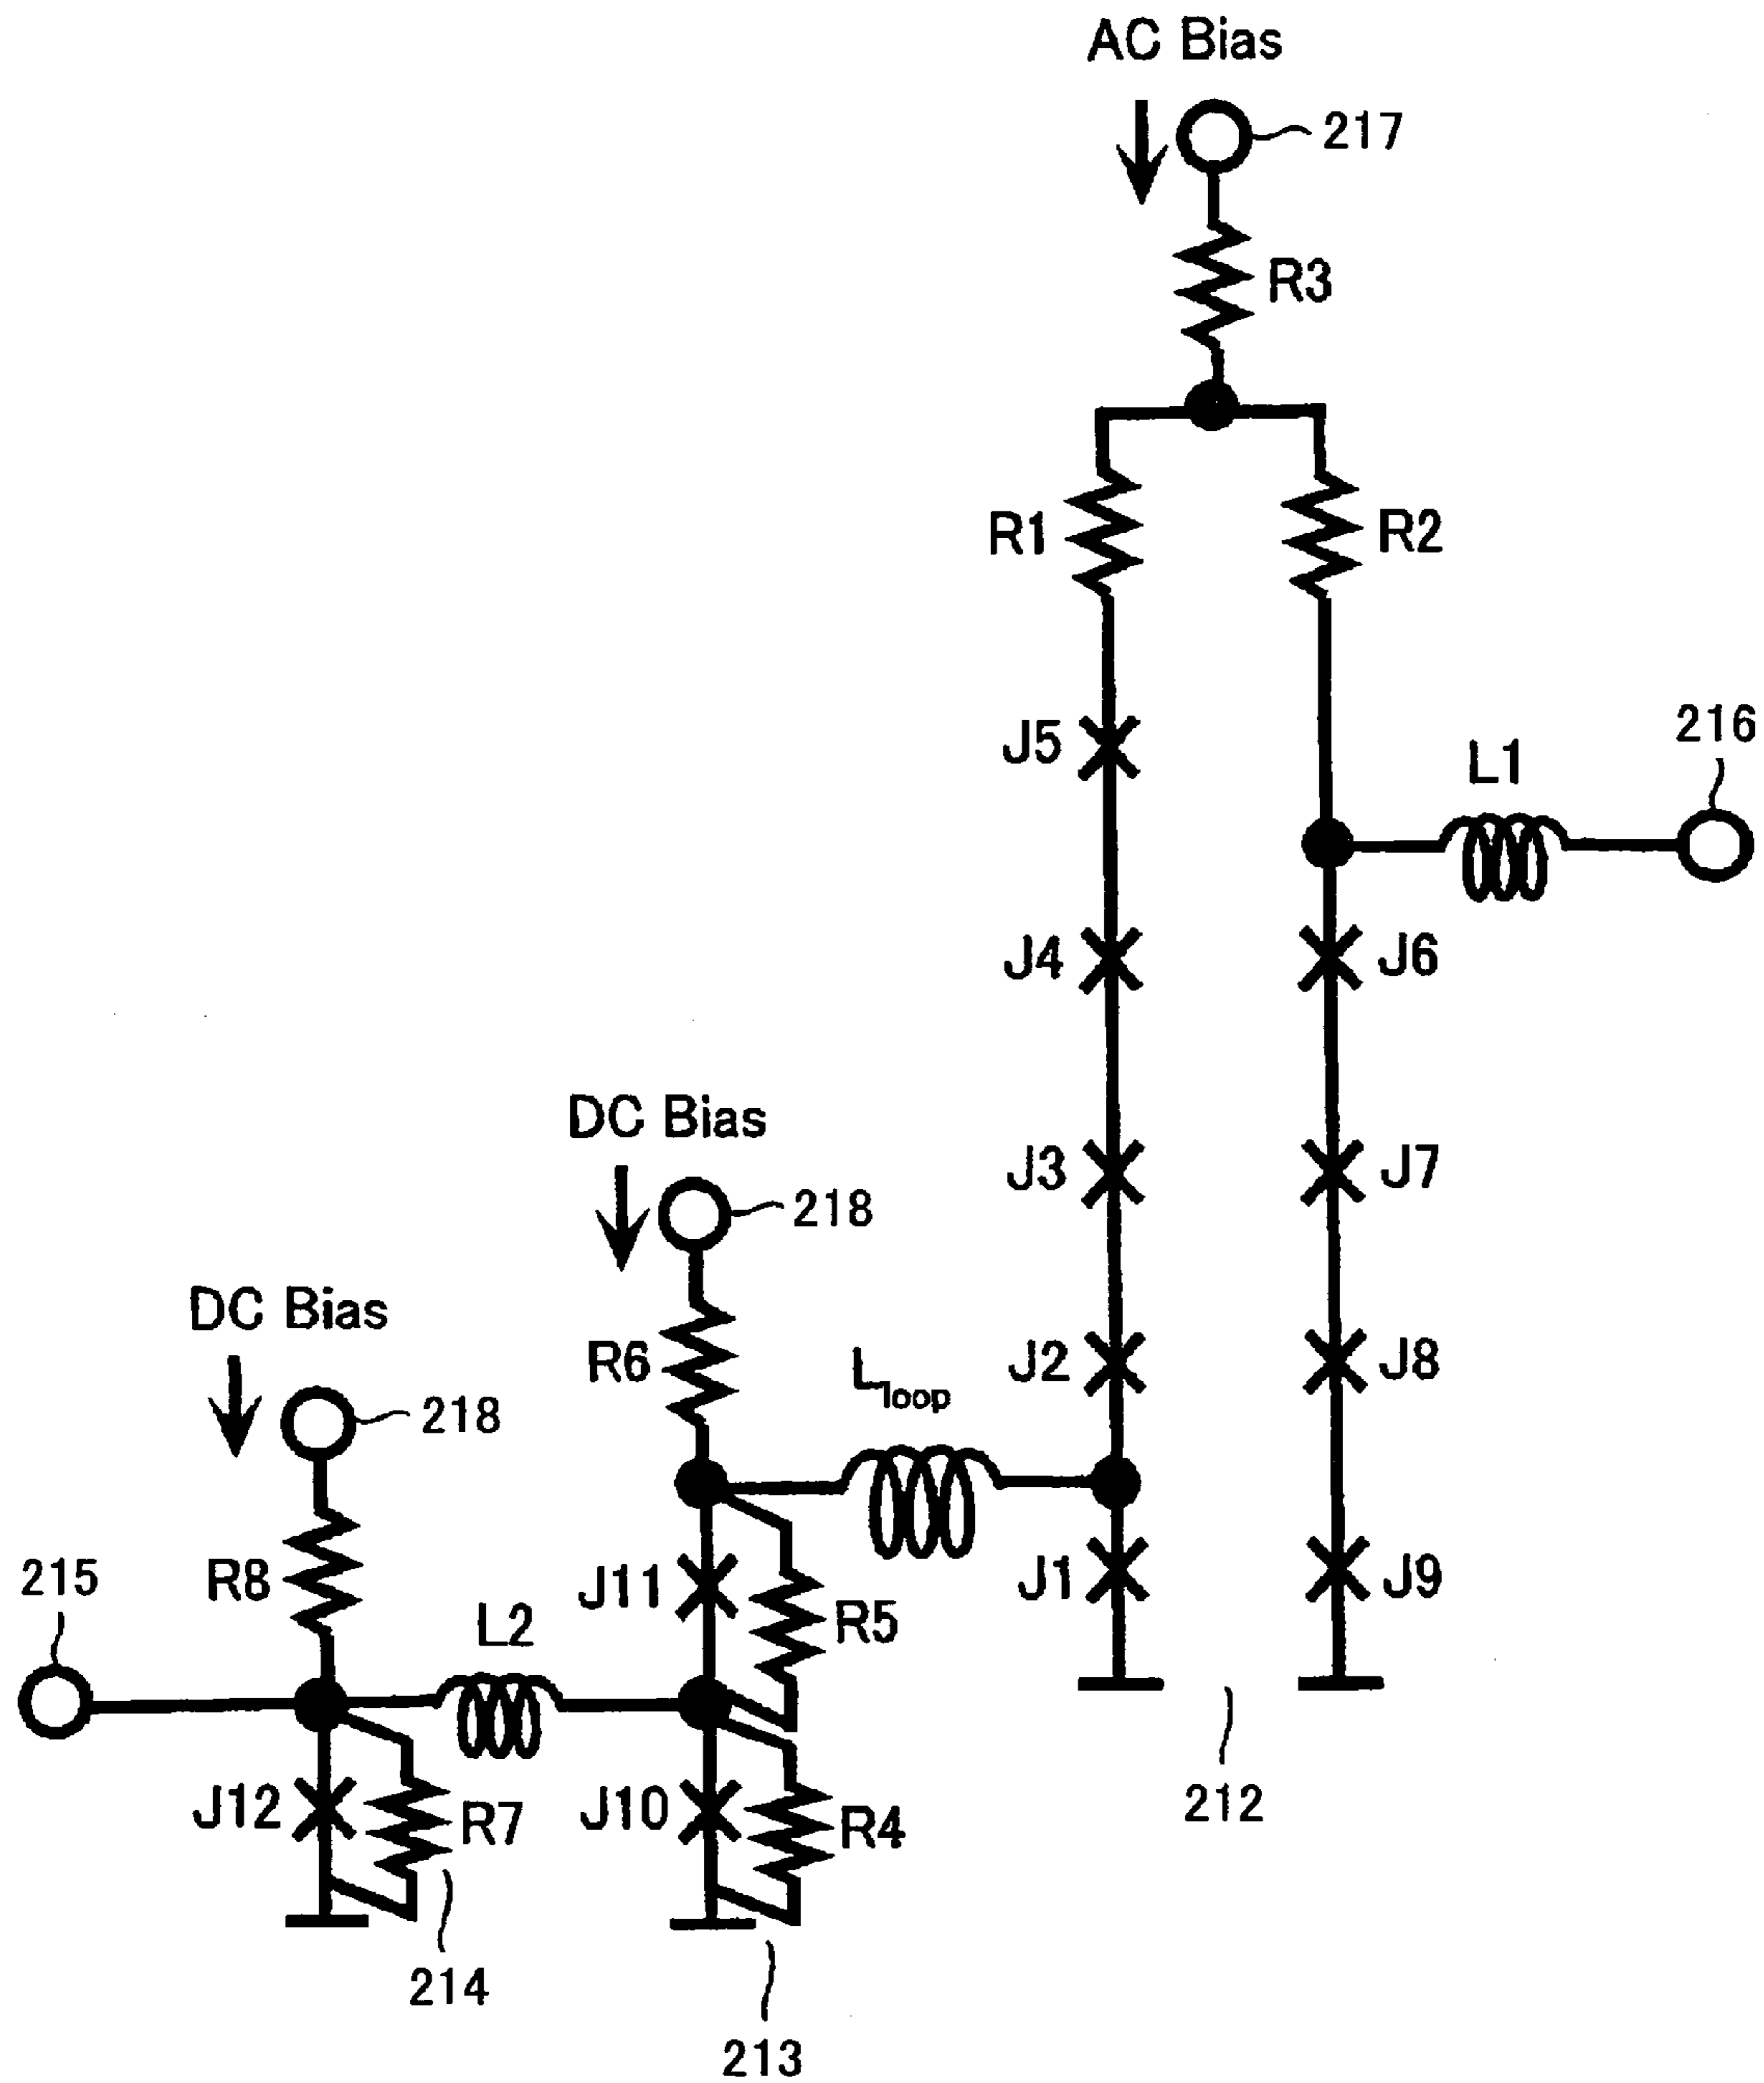 AC Bias
217
R3
R1
R2
J5
216
L1
J4
J6
DC Bias
J3
J7
218
DC Bias
R6
Lloop
J2
J8
218
215
R8
J11
R5
J1
J9
L2
J12
R7
J10
R4
212
214
213